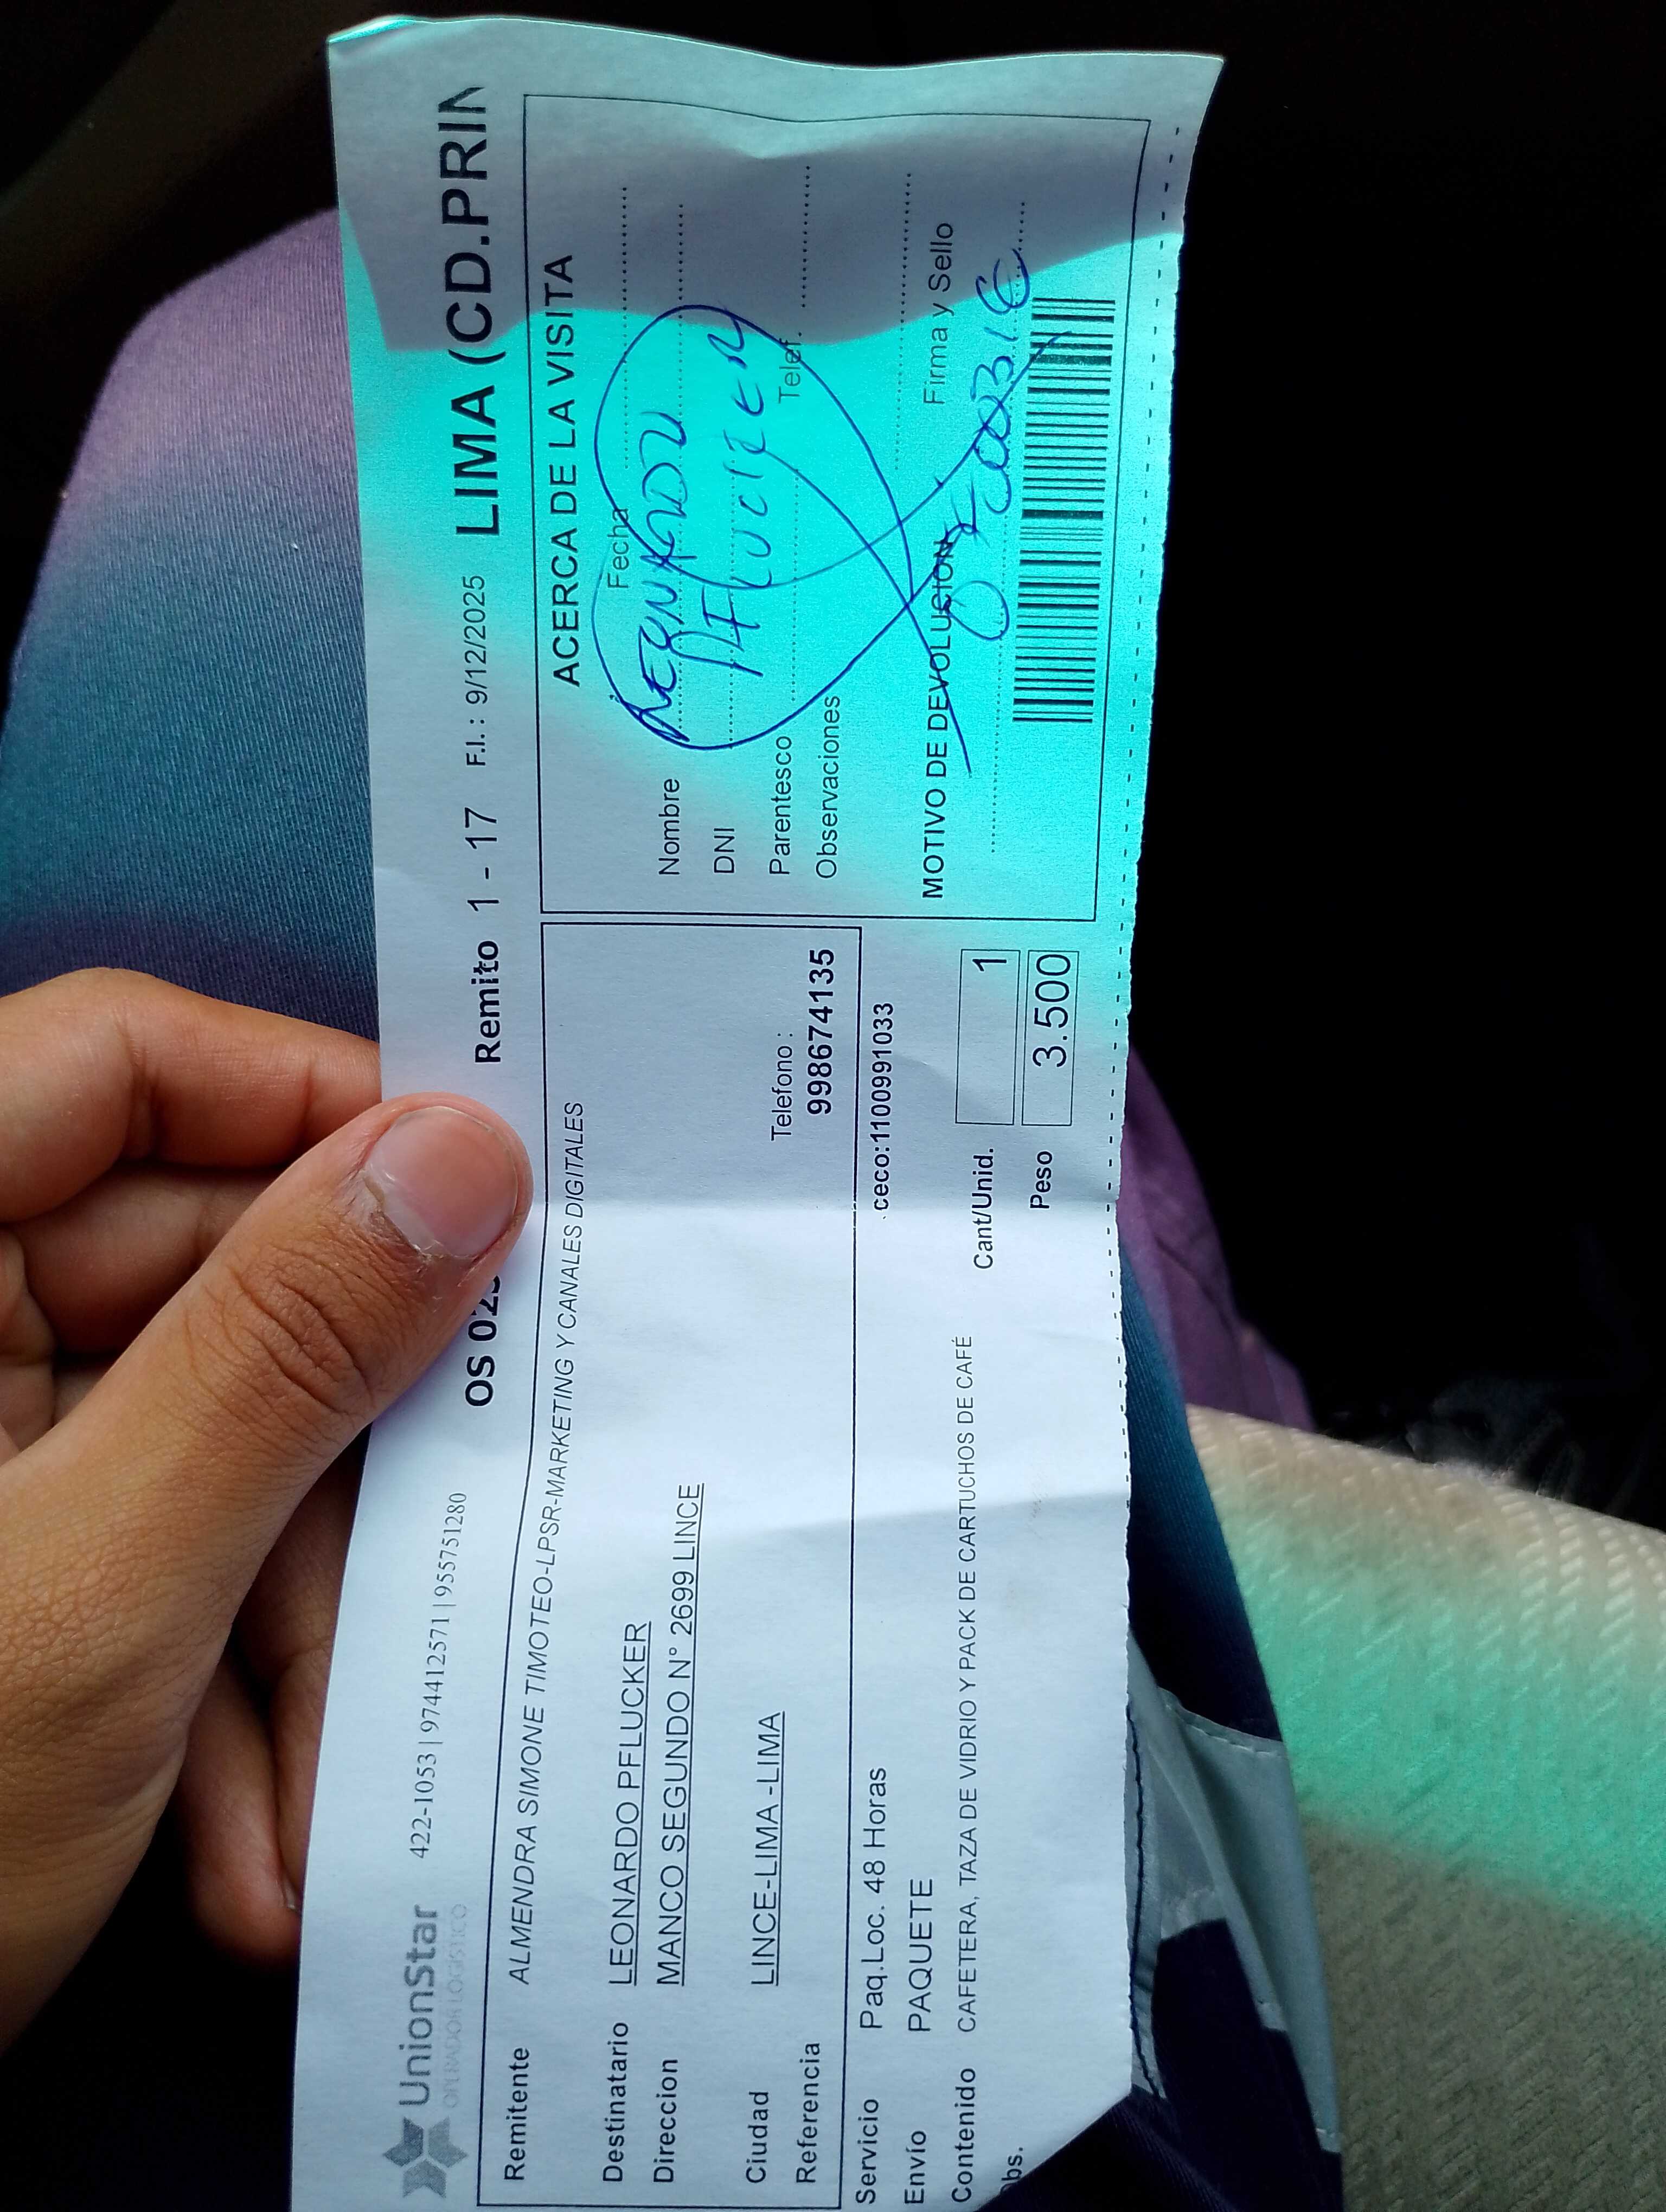 UnionStar
OPERADOR LOGISTICO
422-1053 | 974412571 | 955751280
OS 02
Remito 1 - 17 F.I. : 9/12/2025 LIMA (CD.PRIN
Remitente ALMENDRA SIMONE TIMOTEO-LPSR-MARKETING Y CANALES DIGITALES
Destinatario LEONARDO PFLUCKER
Direccion MANCO SEGUNDO N° 2699 LINCE
Ciudad LINCE-LIMA -LIMA
Referencia
Telefono :
998674135
Servicio Paq.Loc. 48 Horas
ceco:1100991033
Envío PAQUETE
Contenido CAFETERA, TAZA DE VIDRIO Y PACK DE CARTUCHOS DE CAFÉ
Obs.
Cant/Unid. 1
Peso 3.500
ACERCA DE LA VISITA
Fecha
Nombre
DNI
Parentesco Telef.
Observaciones
MOTIVO DE DEVOLUCION Firma y Sello